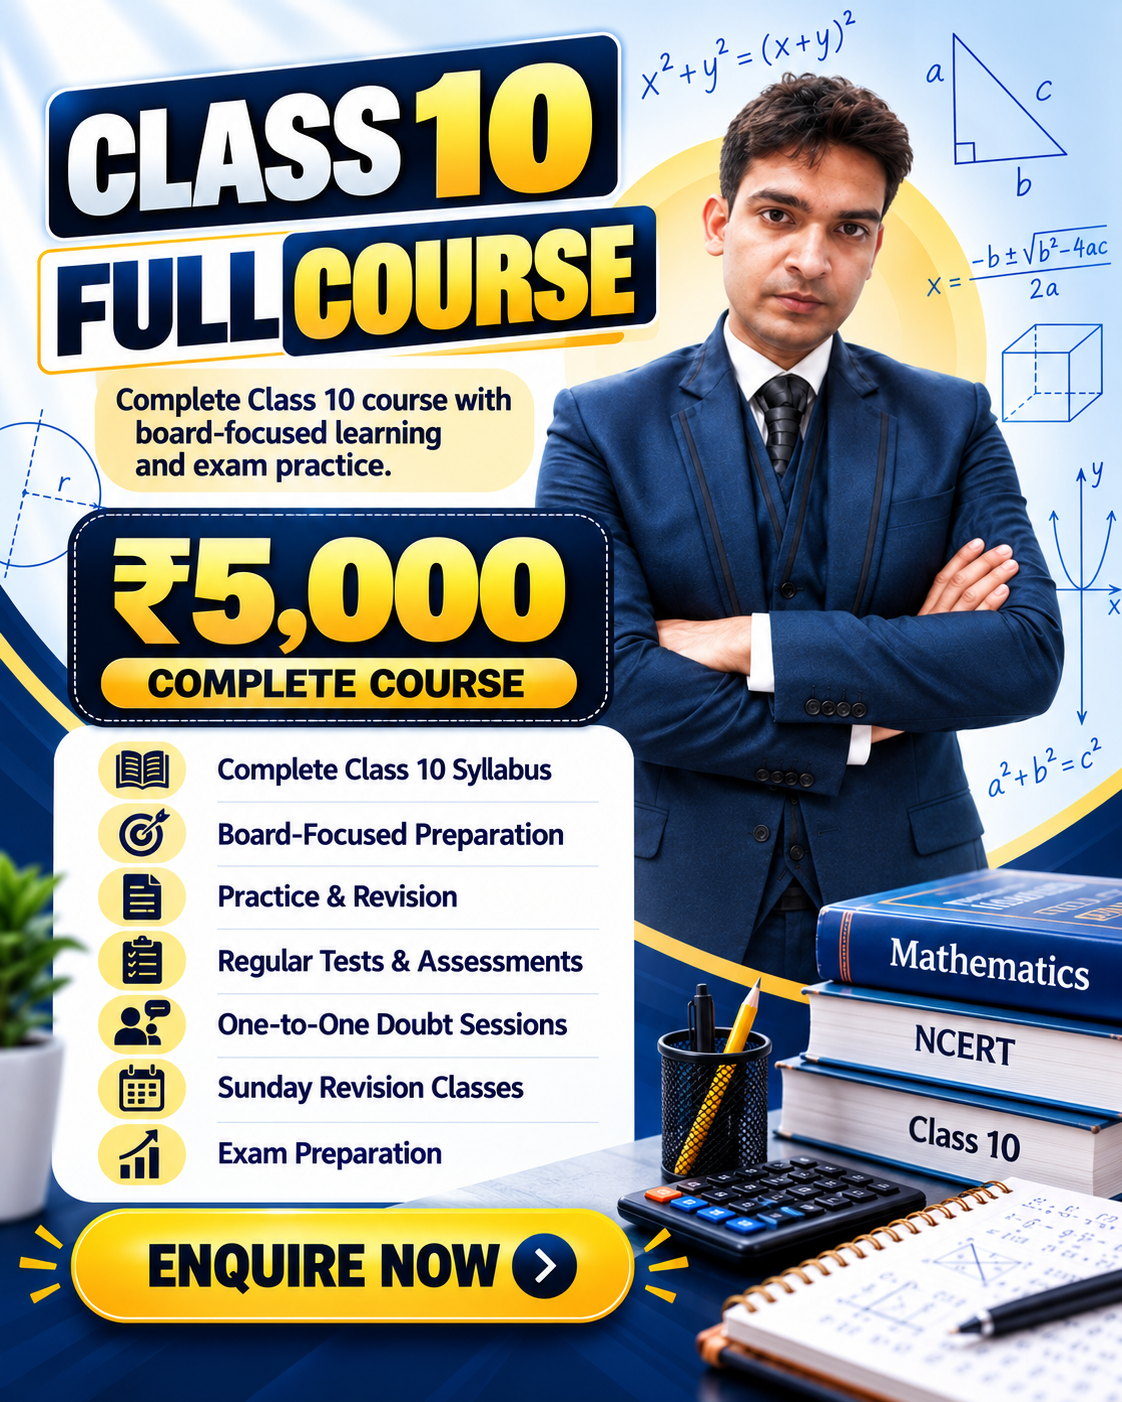 CLASS 10
FULL COURSE
Complete Class 10 course with
board-focused learning
and exam practice.
₹5,000
COMPLETE COURSE
Complete Class 10 Syllabus
Board-Focused Preparation
Practice & Revision
Regular Tests & Assessments
One-to-One Doubt Sessions
Sunday Revision Classes
Exam Preparation
ENQUIRE NOW
x² + y² = (x+y)²
a
c
b
x = -b ± √b²-4ac / 2a
r
y
x
a² + b² = c²
Mathematics
NCERT
Class 10